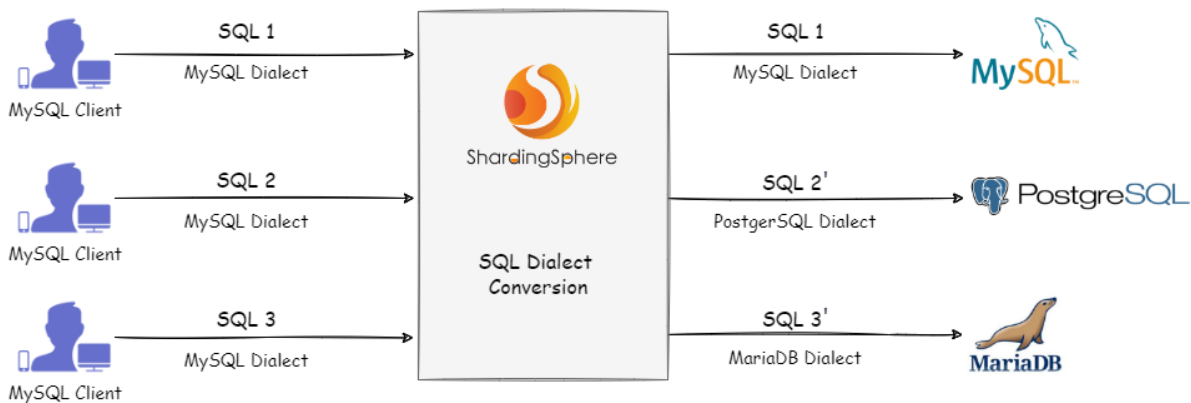 SQL 1
MySQL Dialect
MySQL Client
SQL 2
MySQL Dialect
MySQL Client
SQL 3
MySQL Dialect
MySQL Client
ShardingSphere
SQL Dialect
Conversion
SQL 1
MySQL Dialect
MySQL™
SQL 2'
PostgerSQL Dialect
PostgreSQL
SQL 3'
MariaDB Dialect
MariaDB